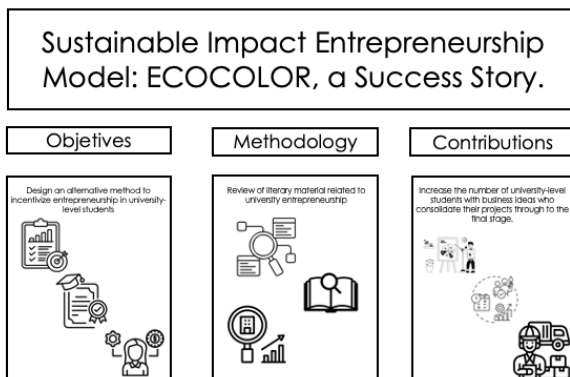 Sustainable Impact Entrepreneurship
Model: ECOCOLOR, a Success Story.
Objetives
Methodology
Contributions
Design an alternative method to
incentivize entrepreneurship in university-
level students
Review of literary material related to
university entrepreneurship
Increase the number of university-level
students with business ideas who
consolidate their projects through to the
final stage.